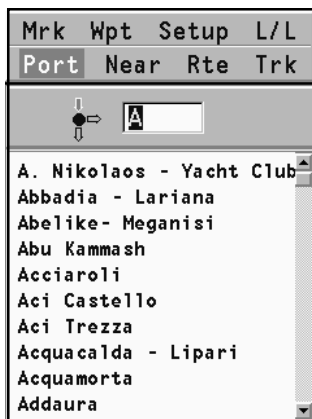 Mrk Wpt Setup L/L
Port Near Rte Trk
A
A. Nikolaos - Yacht Club
Abbadia - Lariana
Abelike- Meganisi
Abu Kammash
Acciaroli
Aci Castello
Aci Trezza
Acquacalda - Lipari
Acquamorta
Addaura